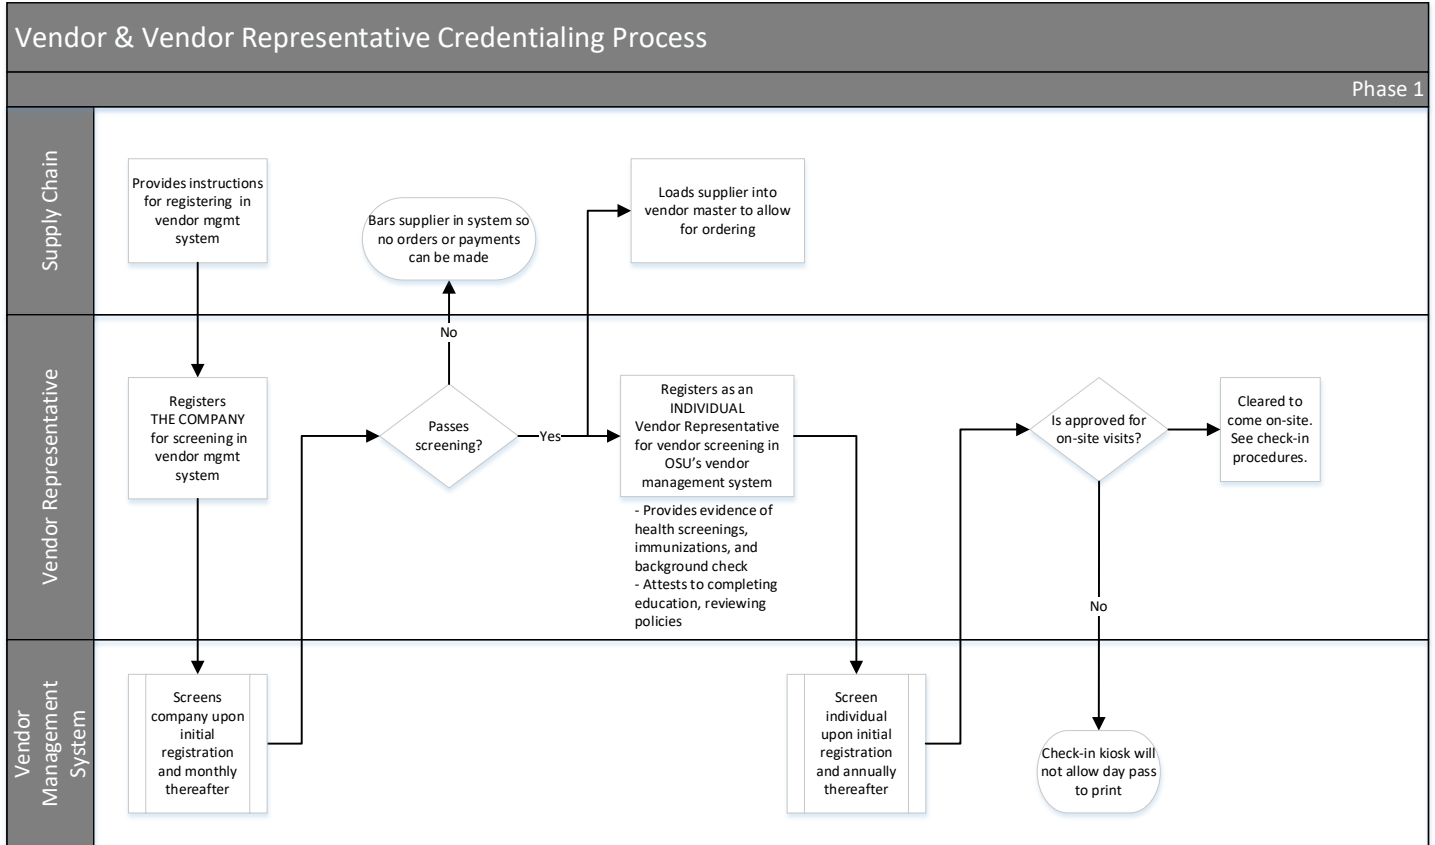 Vendor & Vendor Representative Credentialing Process
Phase 1
Supply Chain
Provides instructions
for registering in
vendor mgmt
system
Bars supplier in system so
no orders or payments
can be made
Loads supplier into
vendor master to allow
for ordering
No
Vendor Representative
Registers
THE COMPANY
for screening in
vendor mgmt
system
Passes
screening?
Yes
Registers as an
INDIVIDUAL
Vendor Representative
for vendor screening in
OSU's vendor
management system
- Provides evidence of
health screenings,
immunizations, and
background check
- Attests to completing
education, reviewing
policies
Is approved for
on-site visits?
Cleared to
come on-site.
See check-in
procedures.
No
Vendor
Management
System
Screens
company upon
initial
registration
and monthly
thereafter
Screen
individual
upon initial
registration
and annually
thereafter
Check-in kiosk will
not allow day pass
to print